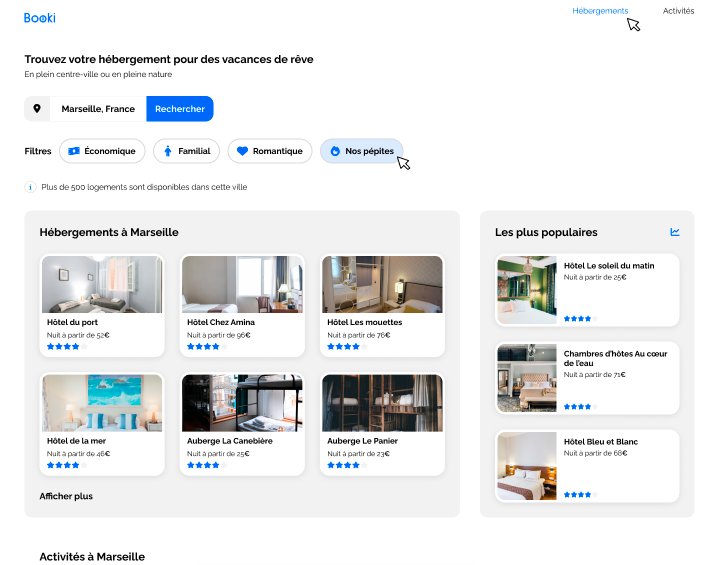 Booki
Hébergements
Activités
Trouvez votre hébergement pour des vacances de rêve
En plein centre-ville ou en pleine nature
Marseille, France
Rechercher
Filtres
Économique
Familial
Romantique
Nos pépites
Plus de 500 logements sont disponibles dans cette ville
Hébergements à Marseille
Hôtel du port
Nuit à partir de 52€
Hôtel Chez Amina
Nuit à partir de 96€
Hôtel Les mouettes
Nuit à partir de 76€
Hôtel de la mer
Nuit à partir de 46€
Auberge La Canebière
Nuit à partir de 25€
Auberge Le Panier
Nuit à partir de 23€
Afficher plus
Les plus populaires
Hôtel Le soleil du matin
Nuit à partir de 25€
Chambres d'hôtes Au cœur
de l'eau
Nuit à partir de 71€
Hôtel Bleu et Blanc
Nuit à partir de 68€
Activités à Marseille